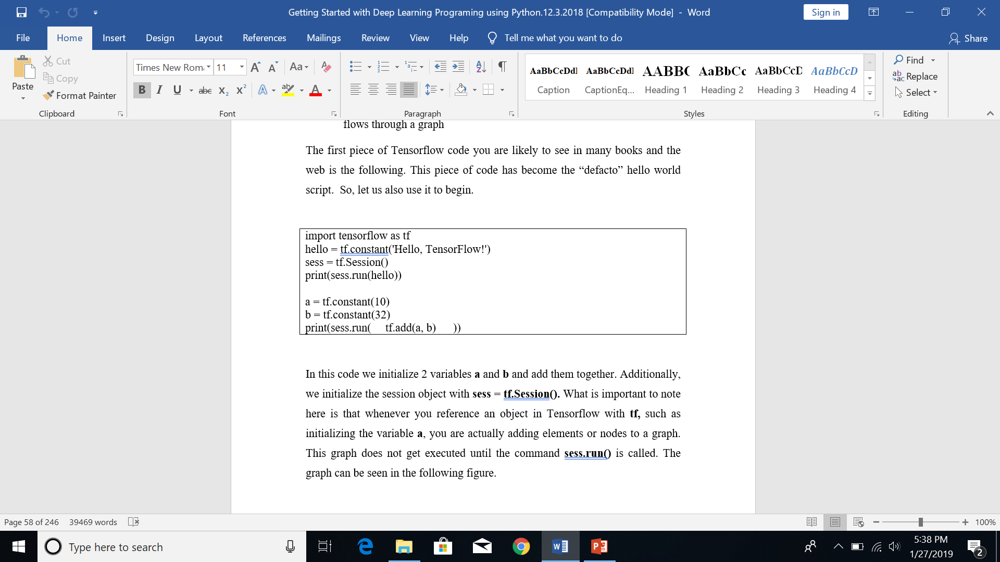 Getting Started with Deep Learning Programing using Python.12.3.2018 [Compatibility Mode] - Word
Sign in
File Home Insert Design Layout References Mailings Review View Help Tell me what you want to do Share
Paste
Cut
Copy
Format Painter
Clipboard
Times New Rom 11
Font
Paragraph
AaBbCcDdI AaBbCcDdI AABBC AaBbCc AaBbCcD AaBbCcD
Caption CaptionEq... Heading 1 Heading 2 Heading 3 Heading 4
Styles
Find
Replace
Select
Editing
flows through a graph
The first piece of Tensorflow code you are likely to see in many books and the
web is the following. This piece of code has become the “defacto” hello world
script.  So, let us also use it to begin.
import tensorflow as tf
hello = tf.constant('Hello, TensorFlow!')
sess = tf.Session()
print(sess.run(hello))
a = tf.constant(10)
b = tf.constant(32)
print(sess.run(     tf.add(a, b)      ))
In this code we initialize 2 variables a and b and add them together. Additionally,
we initialize the session object with sess = tf.Session(). What is important to note
here is that whenever you reference an object in Tensorflow with tf, such as
initializing the variable a, you are actually adding elements or nodes to a graph.
This graph does not get executed until the command sess.run() is called. The
graph can be seen in the following figure.
Page 58 of 246 39469 words
100%
Type here to search
5:38 PM
1/27/2019
2